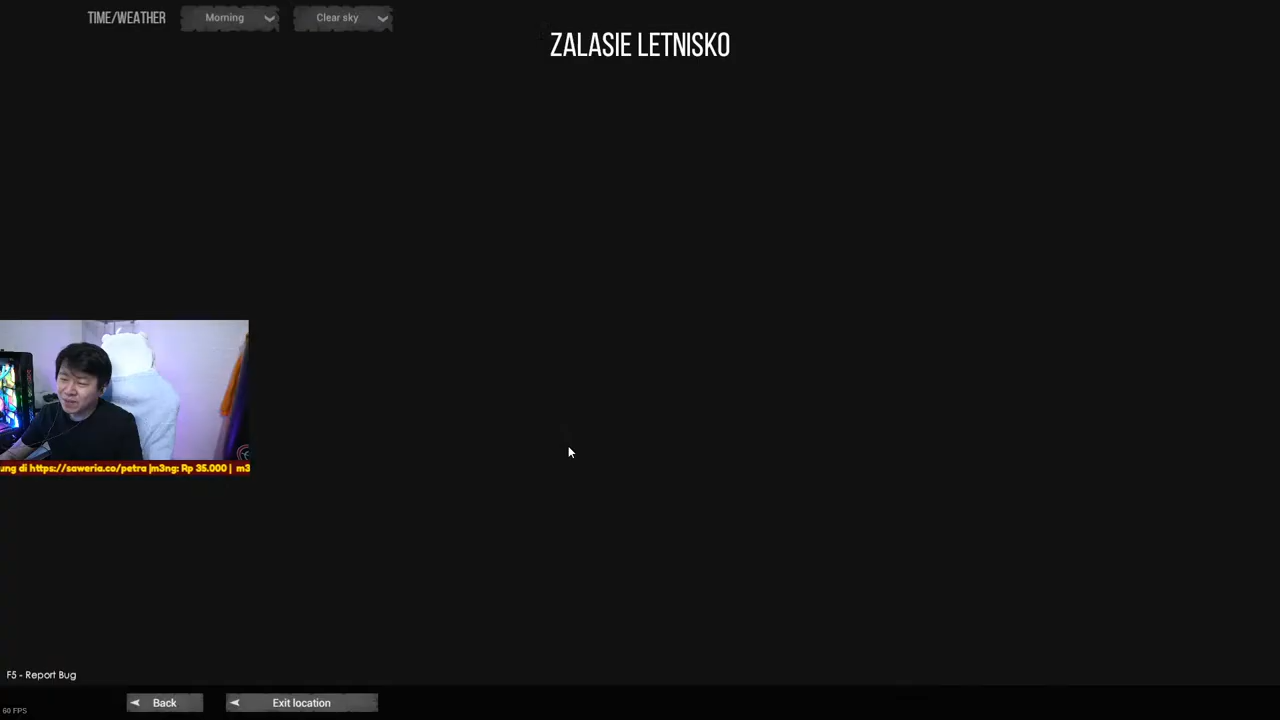 TIME/WEATHER Morning Clear sky
ZALASIE LETNISKO
ung di https://saweria.co/petra |m3ng: Rp 35.000 | m3
F5 - Report Bug
Back Exit location
60 FPS